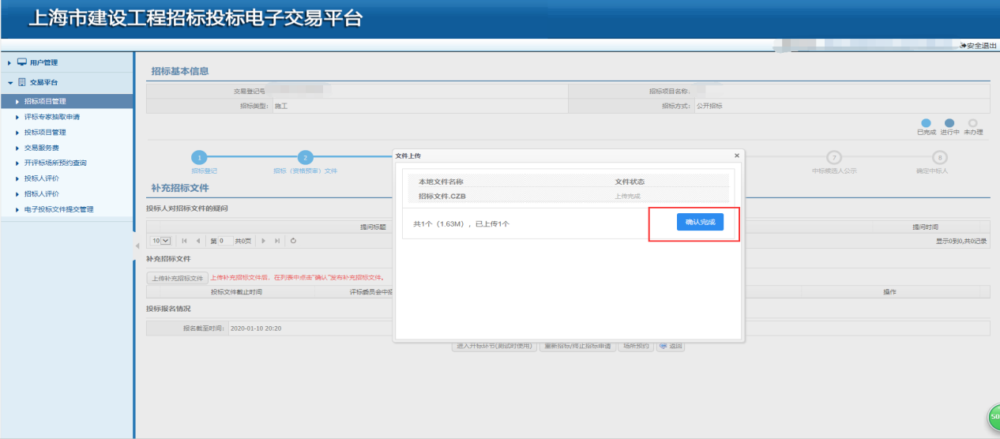 上海市建设工程招标投标电子交易平台
安全退出
用户管理
交易平台
招标项目管理
评标专家抽取申请
投标项目管理
交易服务费
开评标场所预约查询
投标人评价
招标人评价
电子投标文件提交管理
招标基本信息
交易登记号
招标项目名称:
招标类型: 施工
招标方式: 公开招标
已完成 进行中 未办理
1 2 7 8
招标登记 招标（资格预审）文件 中标候选人公示 确定中标人
补充招标文件
投标人对招标文件的疑问
提问标题 提问时间
10 第 0 共0页 显示0到0,共0记录
补充招标文件
上传补充招标文件 上传补充招标文件后，在列表中点击"确认"发布补充招标文件。
投标文件截止时间 评标委员会中招 操作
投标报名情况
报名截至时间: 2020-01-10 20:20
进入开标环节(测试时使用) 重新招标/终止招标申请 场所预约 返回
文件上传 ×
本地文件名称 文件状态
招标文件.CZB 上传完成
共1个（1.63M），已上传1个 确认完成
50